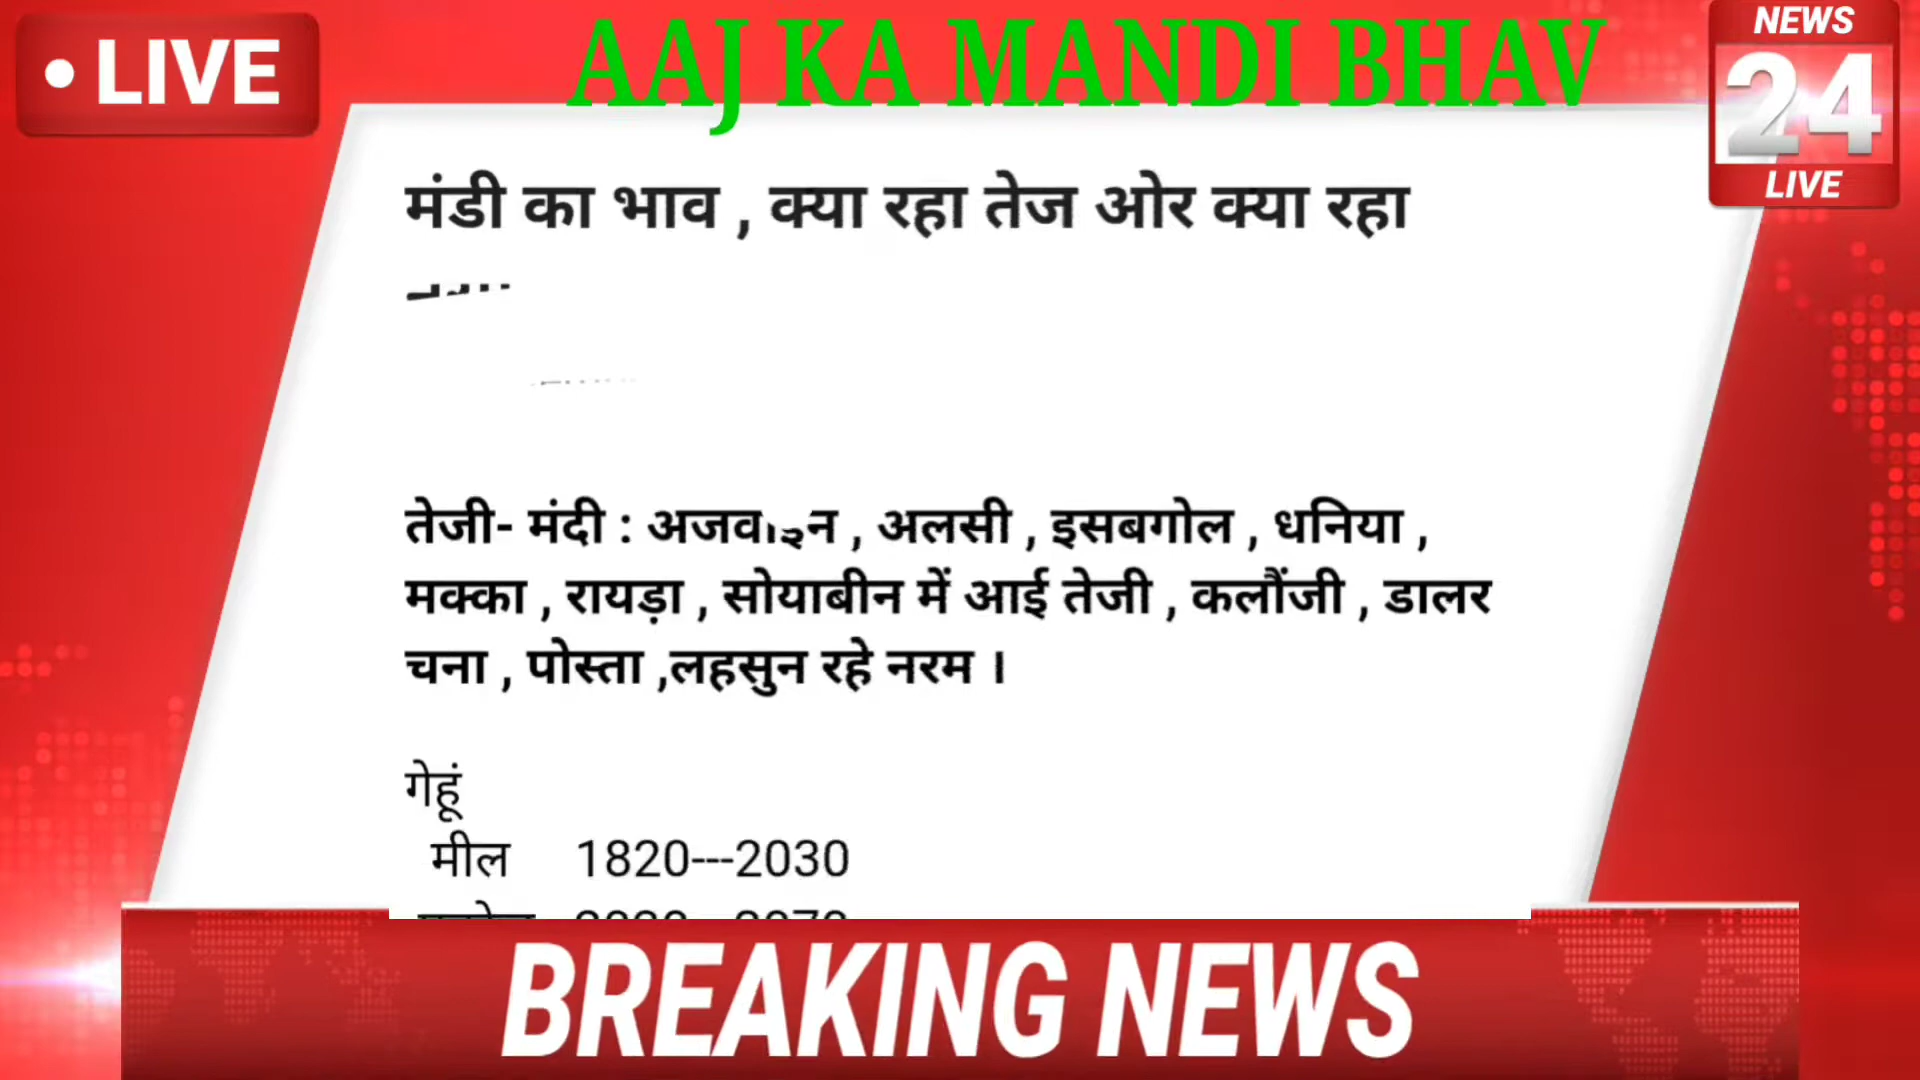 LIVE
AAJ KA MANDI BHAV
NEWS
24
LIVE
मंडी का भाव , क्या रहा तेज ओर क्या रहा
तेजी- मंदी : अजवाइन , अलसी , इसबगोल , धनिया ,
मक्का , रायड़ा , सोयाबीन में आई तेजी , कलौंजी , डालर
चना , पोस्ता ,लहसुन रहे नरम ।
गेहूं
मील 1820---2030
BREAKING NEWS